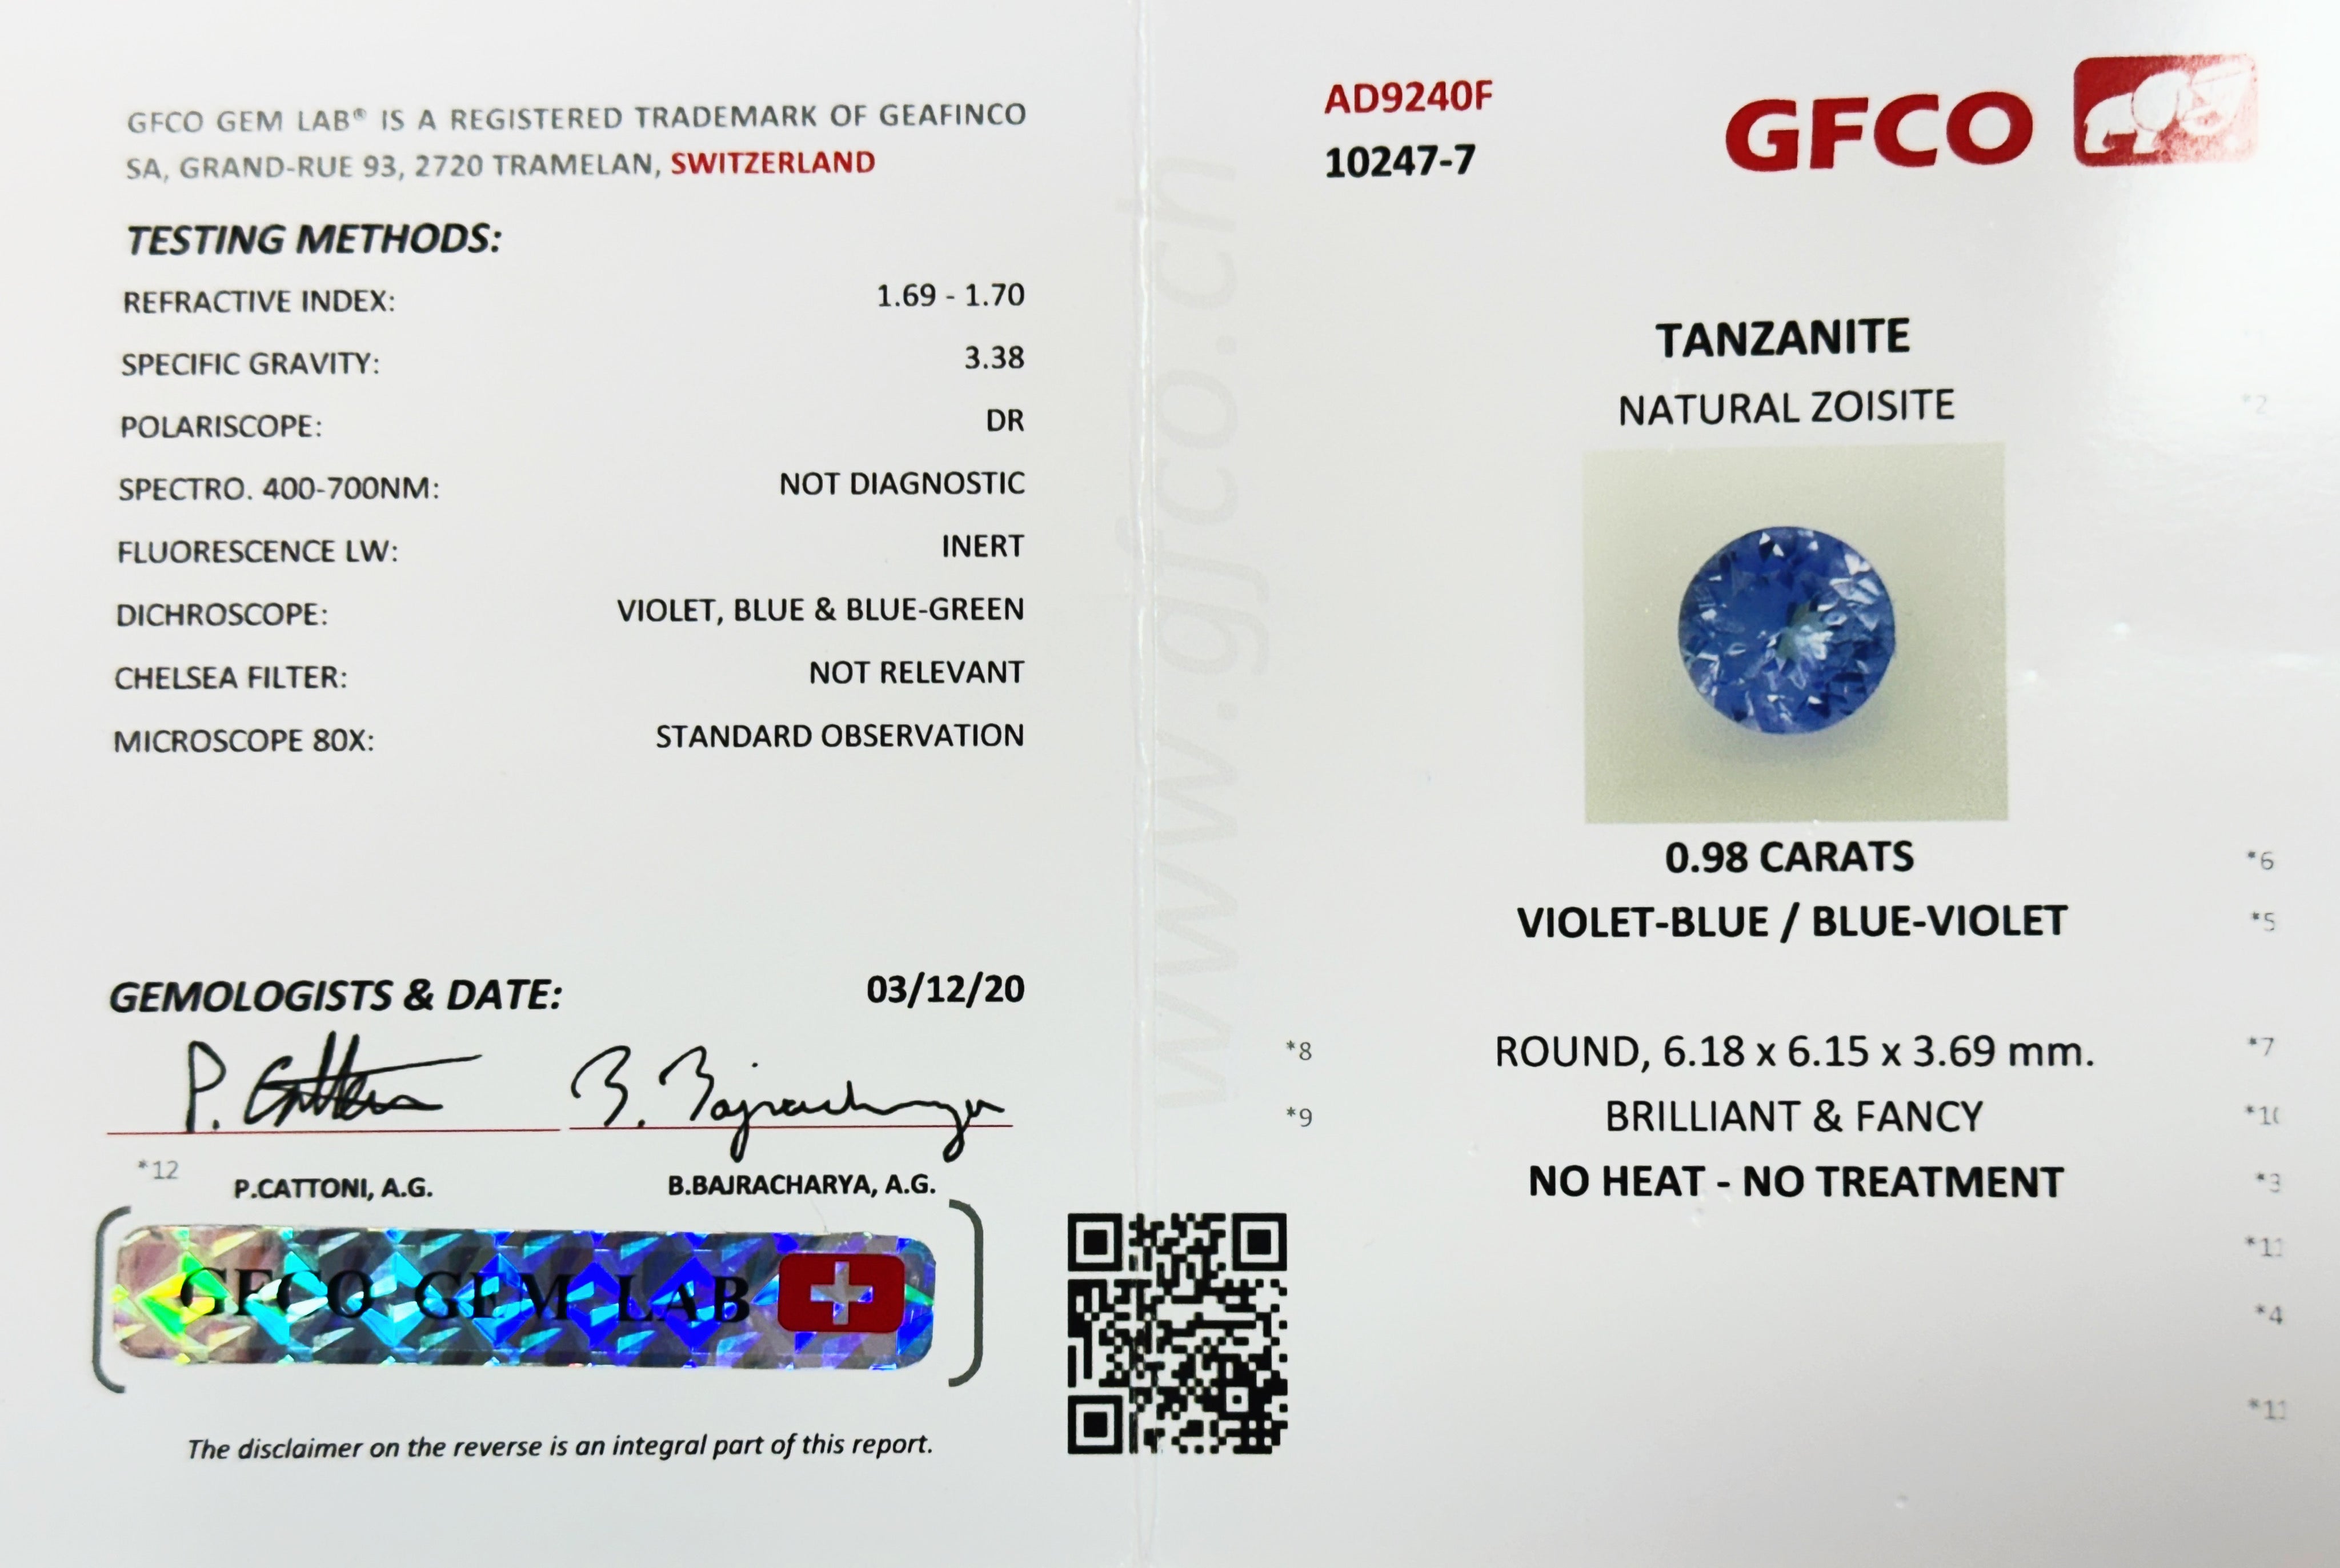 GFCO GEM LAB® IS A REGISTERED TRADEMARK OF GEAFINCO
SA, GRAND-RUE 93, 2720 TRAMELAN, SWITZERLAND
TESTING METHODS:
REFRACTIVE INDEX: 1.69 - 1.70
SPECIFIC GRAVITY: 3.38
POLARISCOPE: DR
SPECTRO. 400-700NM: NOT DIAGNOSTIC
FLUORESCENCE LW: INERT
DICHROSCOPE: VIOLET, BLUE & BLUE-GREEN
CHELSEA FILTER: NOT RELEVANT
MICROSCOPE 80X: STANDARD OBSERVATION
GEMOLOGISTS & DATE: 03/12/20
P. Cattoni B. Bajracharya
*12
P.CATTONI, A.G. B.BAJRACHARYA, A.G.
GFCO GEM LAB
The disclaimer on the reverse is an integral part of this report.
www.gfco.ch
AD9240F
10247-7
GFCO
TANZANITE
NATURAL ZOISITE *2
0.98 CARATS *6
VIOLET-BLUE / BLUE-VIOLET *5
*8 ROUND, 6.18 x 6.15 x 3.69 mm. *7
*9 BRILLIANT & FANCY
NO HEAT - NO TREATMENT *3
*4